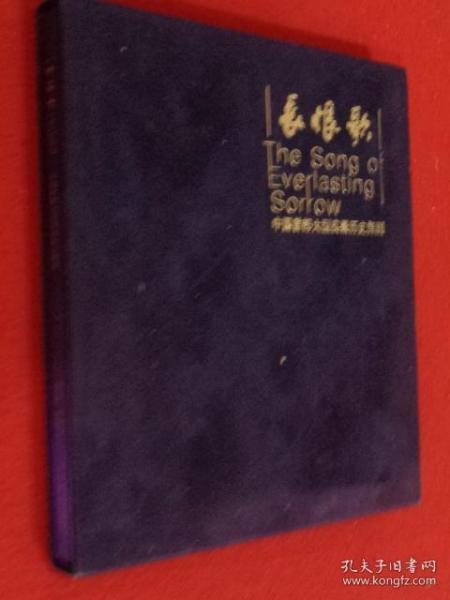 長恨歌
The Song of
Everlasting
Sorrow
中国首部大型实景历史舞剧
孔夫子旧书网
www.kongfz.com